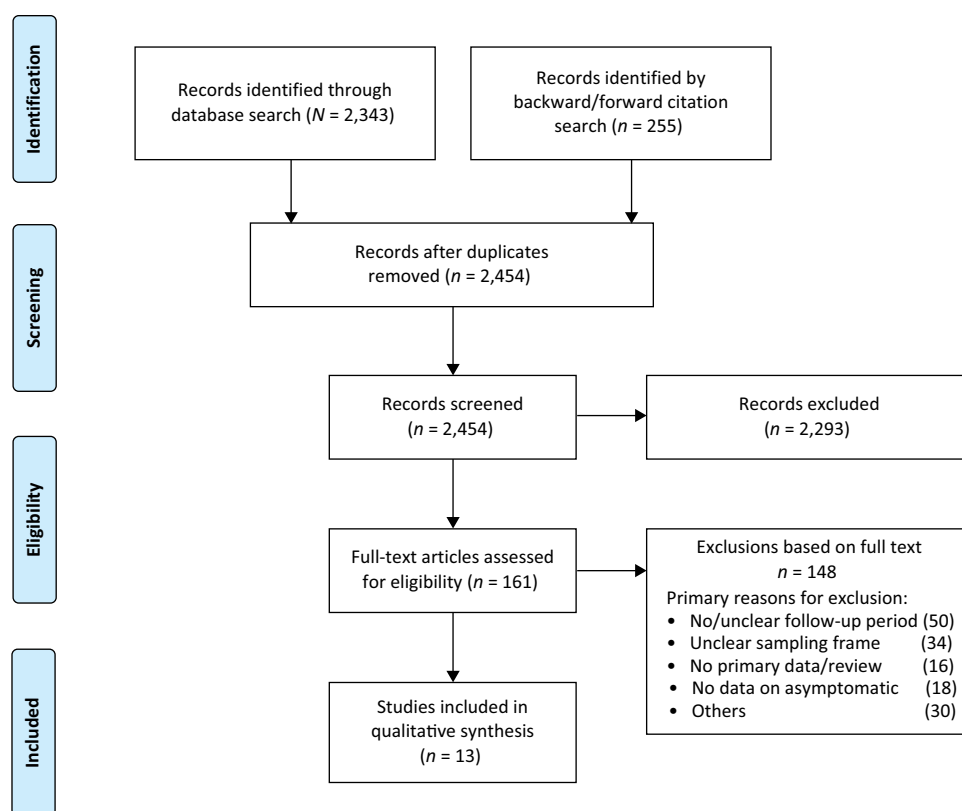 Identification
Records identified through
database search (N = 2,343)
Records identified by
backward/forward citation
search (n = 255)
Screening
Records after duplicates
removed (n = 2,454)
Records screened
(n = 2,454)
Records excluded
(n = 2,293)
Eligibility
Full-text articles assessed
for eligibility (n = 161)
Exclusions based on full text
n = 148
Primary reasons for exclusion:
• No/unclear follow-up period (50)
• Unclear sampling frame (34)
• No primary data/review (16)
• No data on asymptomatic (18)
• Others (30)
Included
Studies included in
qualitative synthesis
(n = 13)